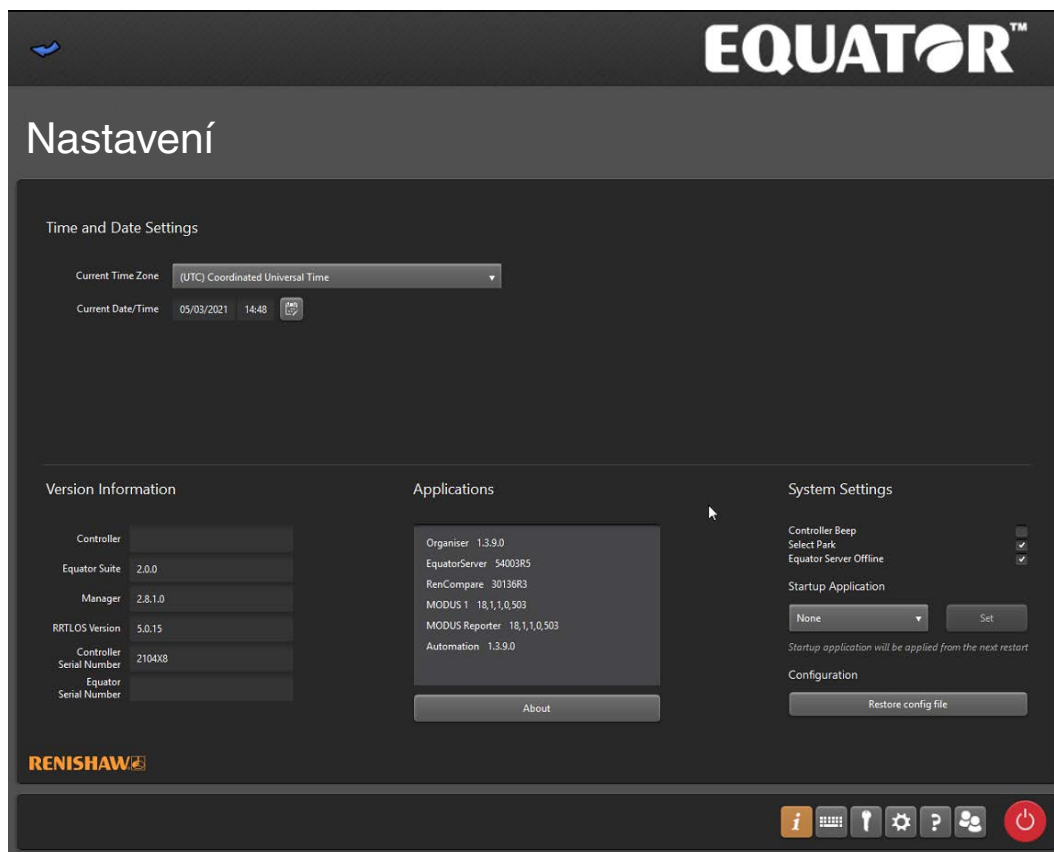 EQUATOR™
Nastavení
Time and Date Settings
Current Time Zone (UTC) Coordinated Universal Time
Current Date/Time 05/03/2021 14:48
Version Information
Controller
Equator Suite 2.0.0
Manager 2.8.1.0
RRTLOS Version 5.0.15
Controller
Serial Number 2104X8
Equator
Serial Number
Applications
Organiser 1.3.9.0
EquatorServer 54003R5
RenCompare 30136R3
MODUS 1 18,1,1,0,503
MODUS Reporter 18,1,1,0,503
Automation 1.3.9.0
About
System Settings
Controller Beep
Select Park
Equator Server Offline
Startup Application
None Set
Startup application will be applied from the next restart
Configuration
Restore config file
RENISHAW
i ?